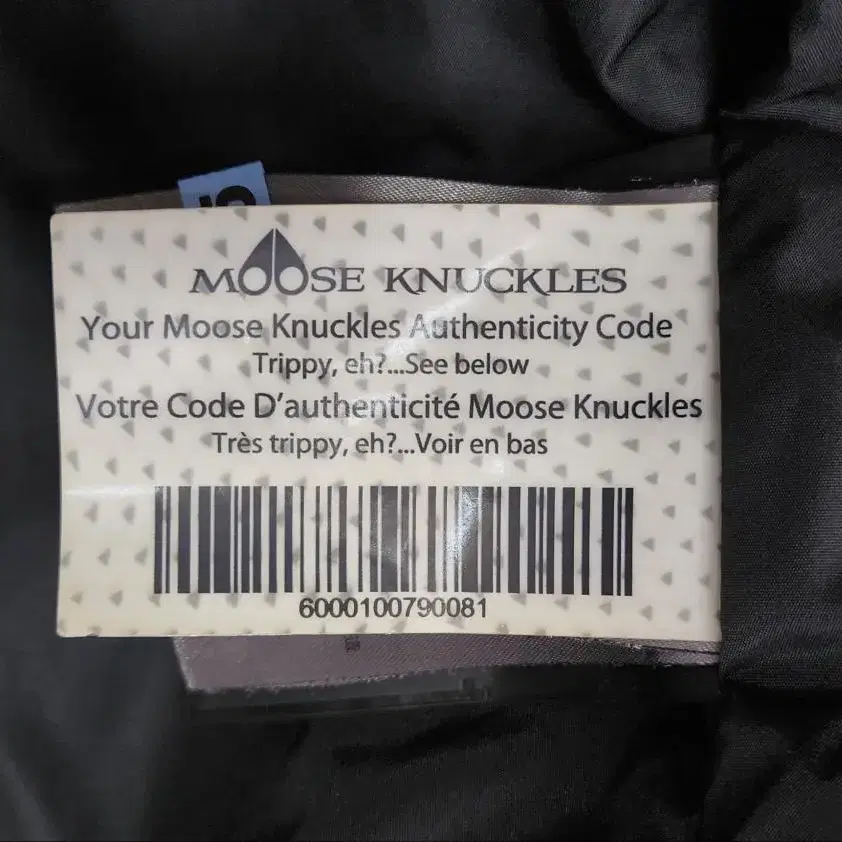 MOOSE KNUCKLES
Your Moose Knuckles Authenticity Code
Trippy, eh?...See below
Votre Code D'authenticité Moose Knuckles
Très trippy, eh?...Voir en bas
6000100790081